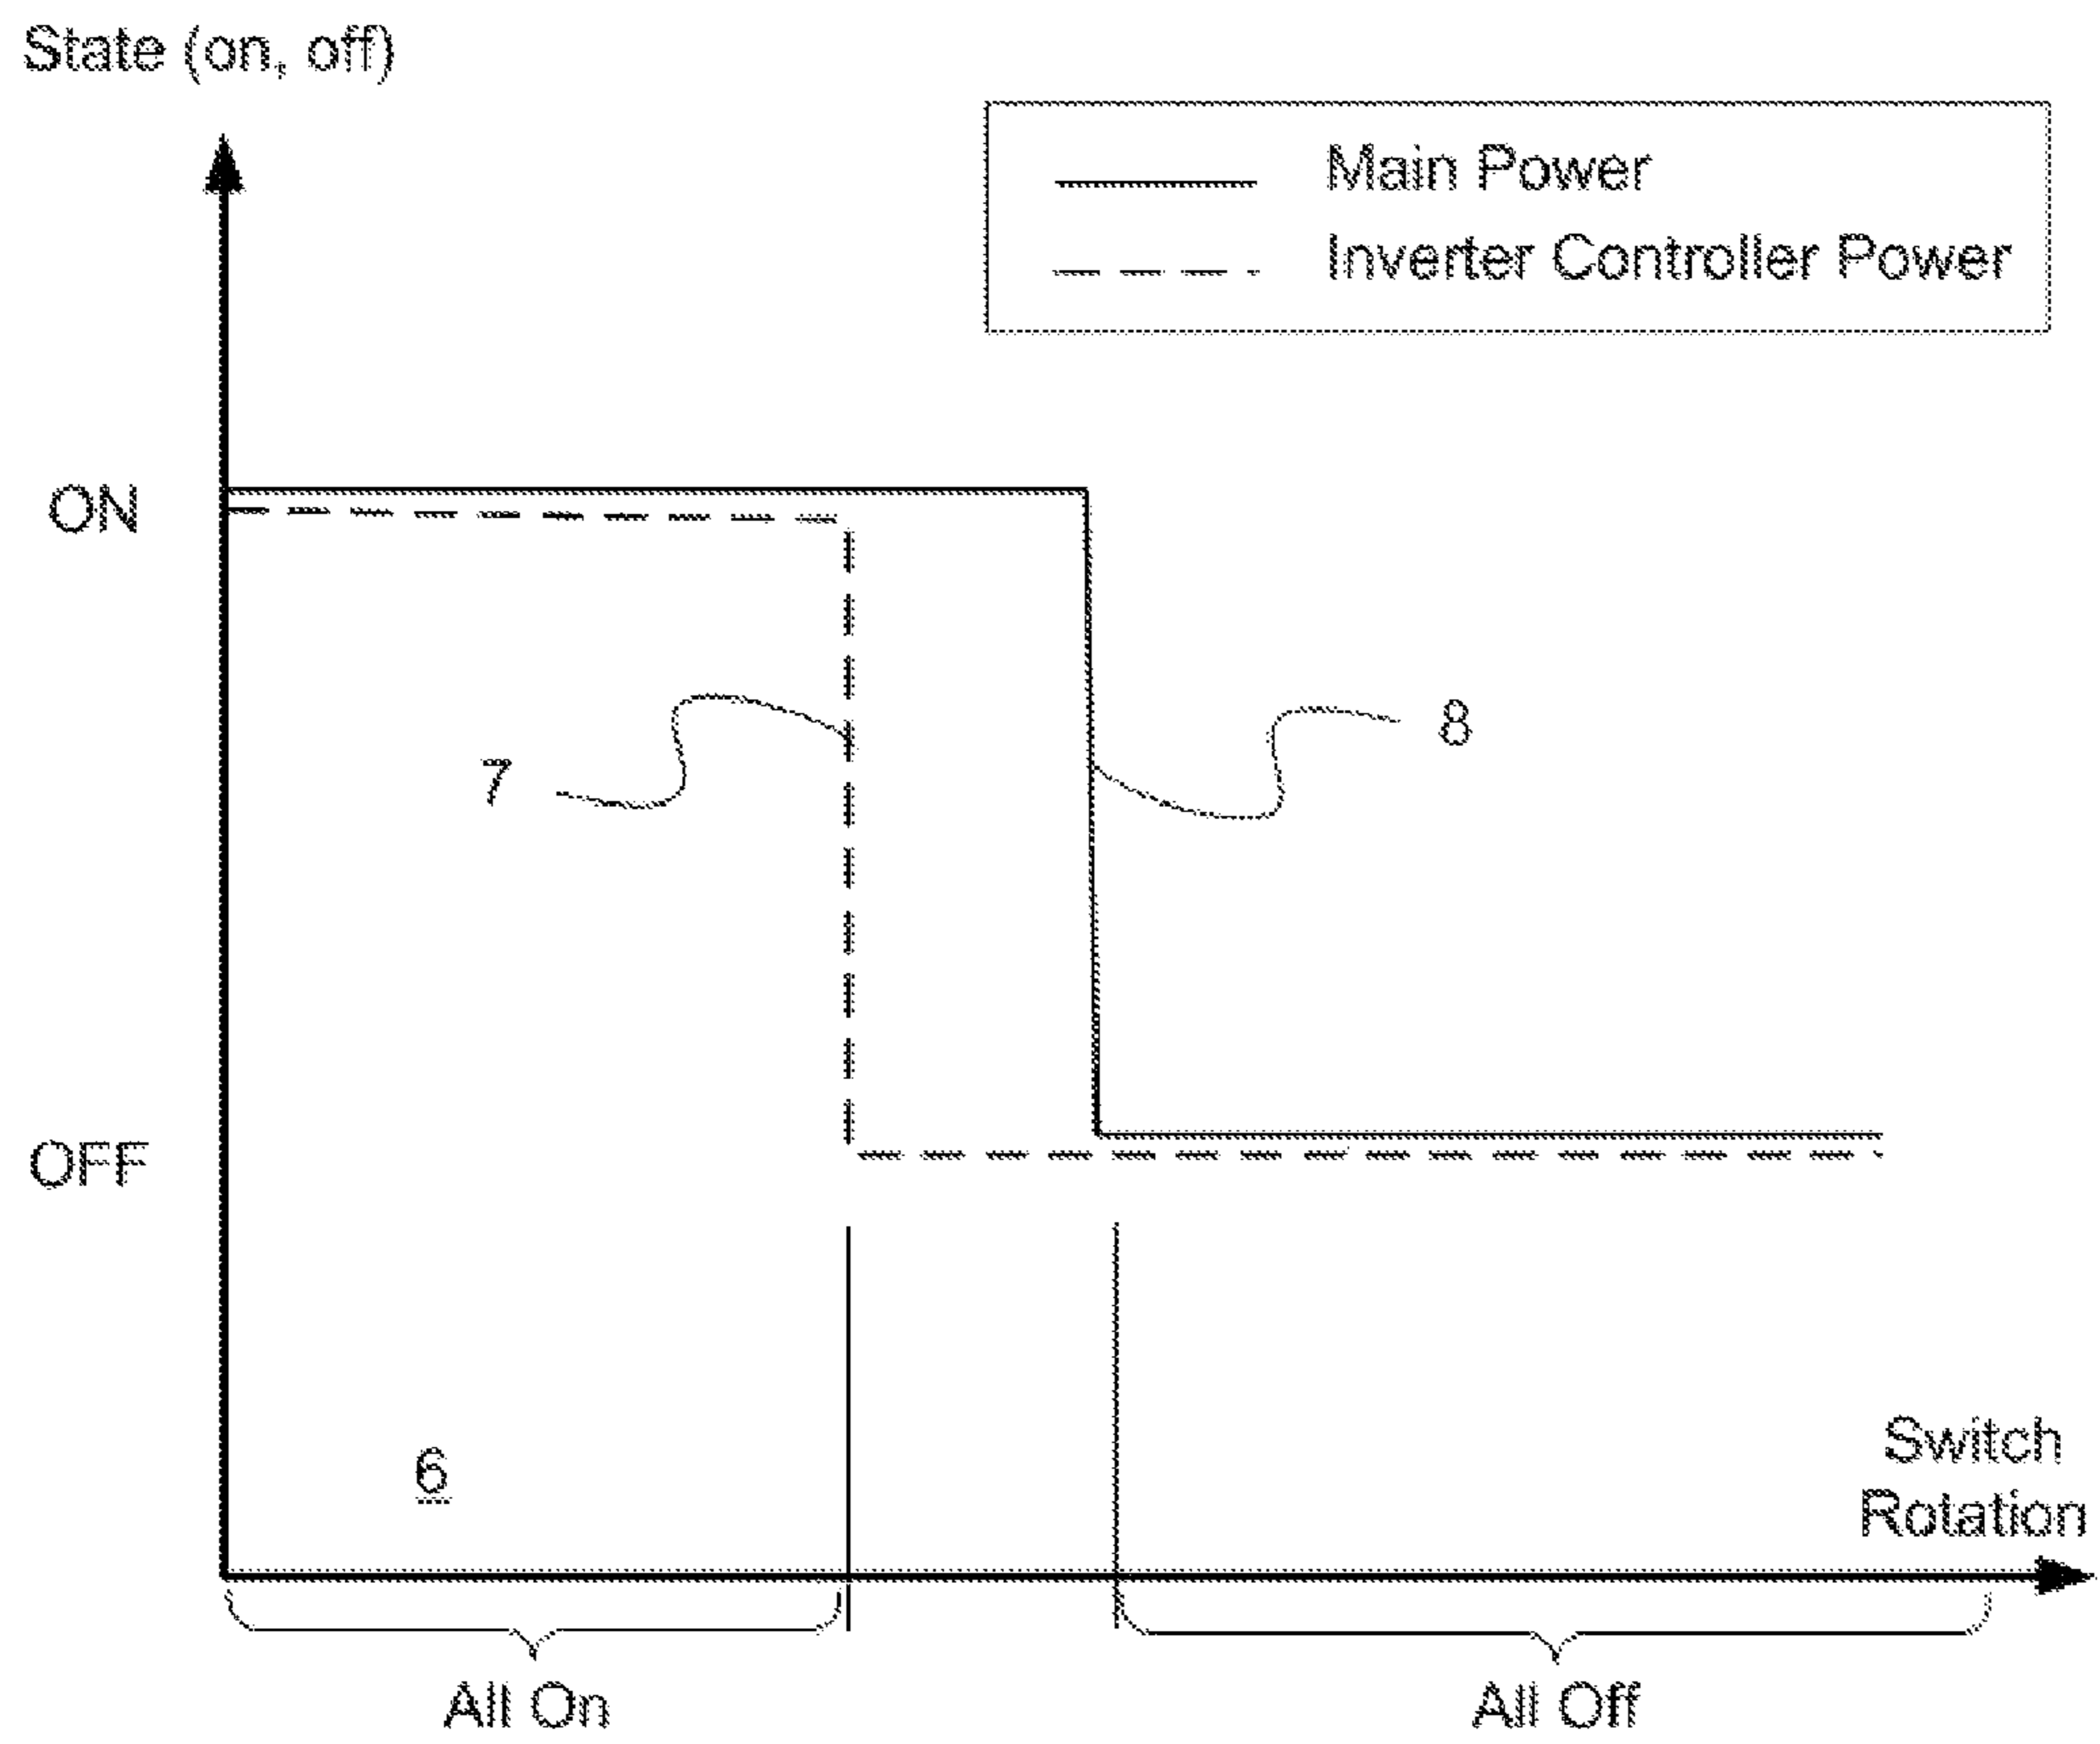 State (on, off)
Main Power
Inverter Controller Power
ON
8
7
OFF
6
Switch
Rotation
All On
All Off